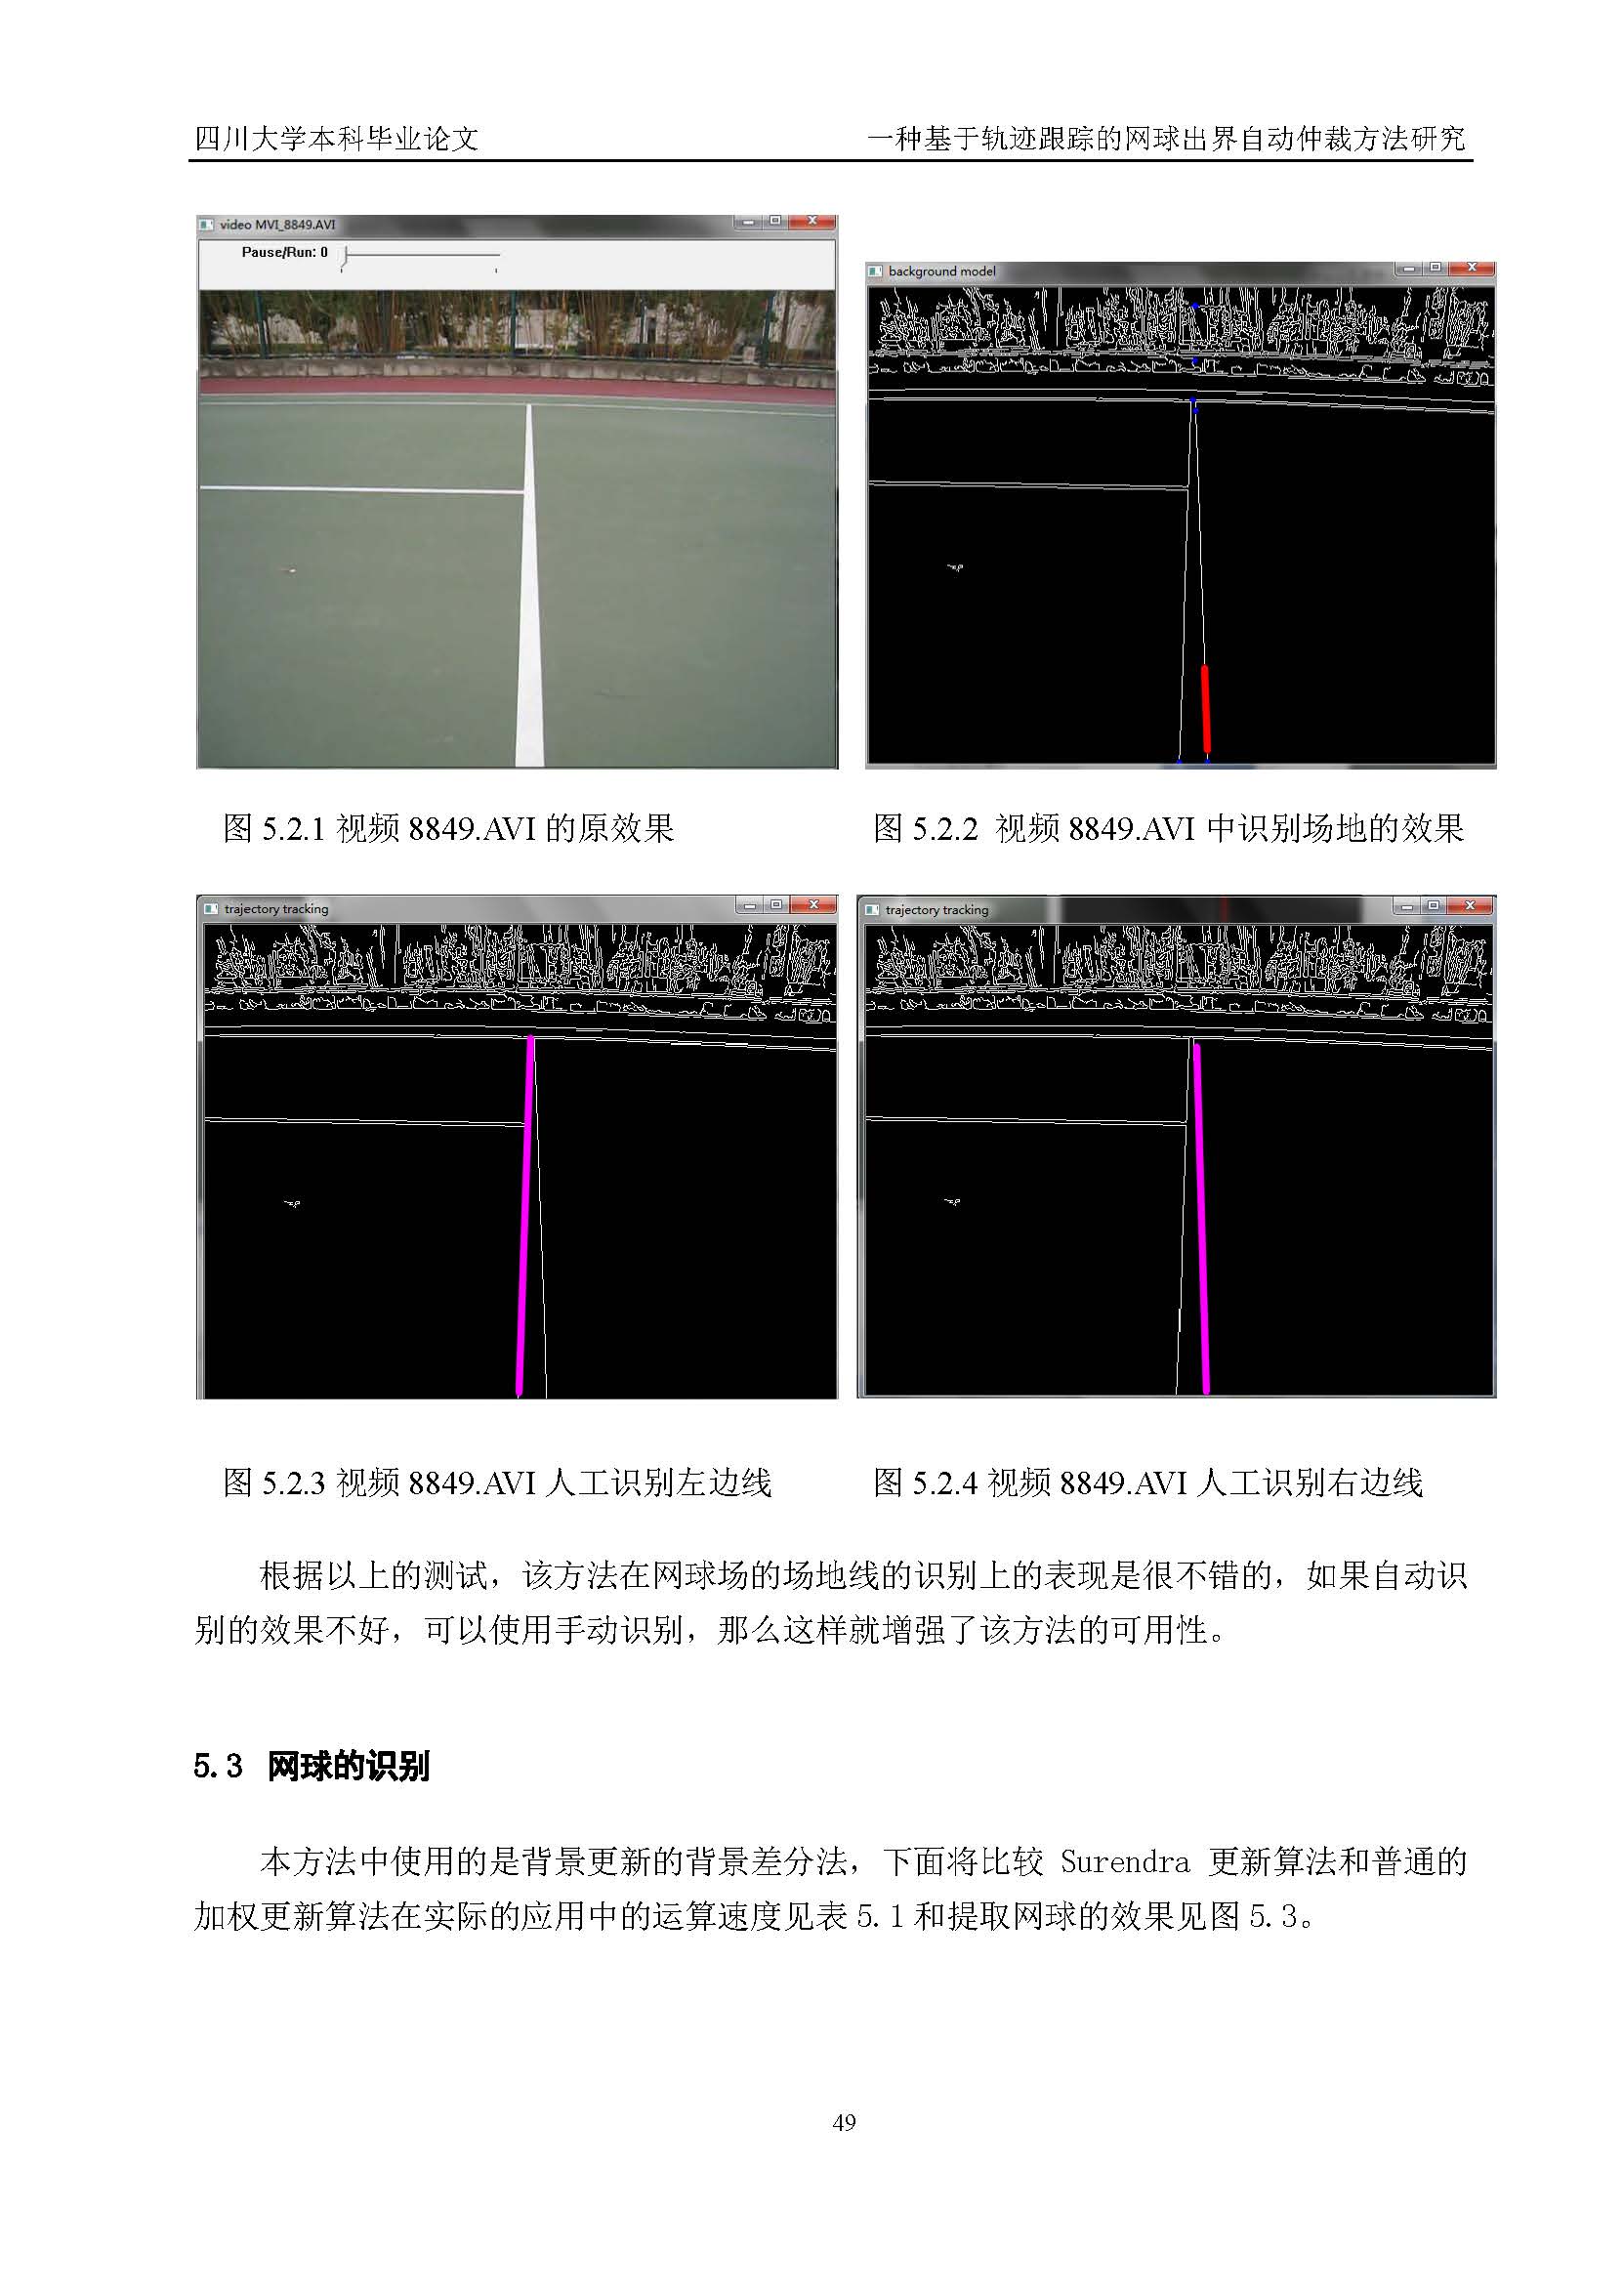 四川大学本科毕业论文 一种基于轨迹跟踪的网球出界自动仲裁方法研究
video MVI_8849.AVI
Pause/Run: 0
background model
图 5.2.1 视频 8849.AVI 的原效果 图 5.2.2 视频 8849.AVI 中识别场地的效果
trajectory tracking trajectory tracking
图 5.2.3 视频 8849.AVI 人工识别左边线 图 5.2.4 视频 8849.AVI 人工识别右边线
根据以上的测试，该方法在网球场的场地线的识别上的表现是很不错的，如果自动识
别的效果不好，可以使用手动识别，那么这样就增强了该方法的可用性。
5.3 网球的识别
本方法中使用的是背景更新的背景差分法，下面将比较 Surendra 更新算法和普通的
加权更新算法在实际的应用中的运算速度见表 5.1 和提取网球的效果见图 5.3。
49